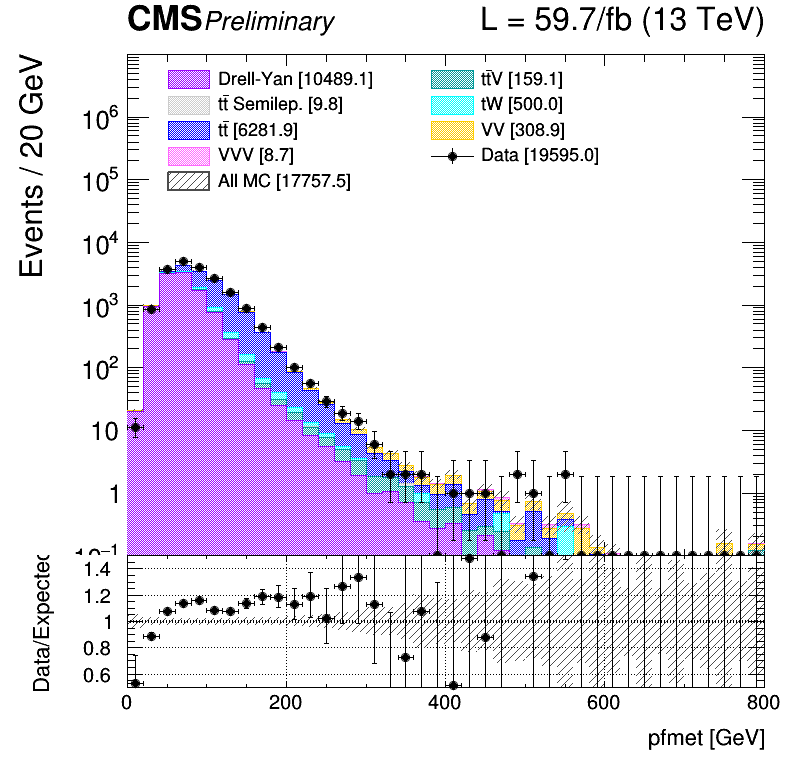 CMS Preliminary L = 59.7/fb (13 TeV)
Events / 20 GeV
Drell-Yan [10489.1]
tt̄ Semilep. [9.8]
tt̄ [6281.9]
VVV [8.7]
All MC [17757.5]
tt̄V [159.1]
tW [500.0]
VV [308.9]
Data [19595.0]
10⁶
10⁵
10⁴
10³
10²
10
1
10⁻¹
Data/Expected
1.4
1.2
1
0.8
0.6
0 200 400 600 800
pfmet [GeV]